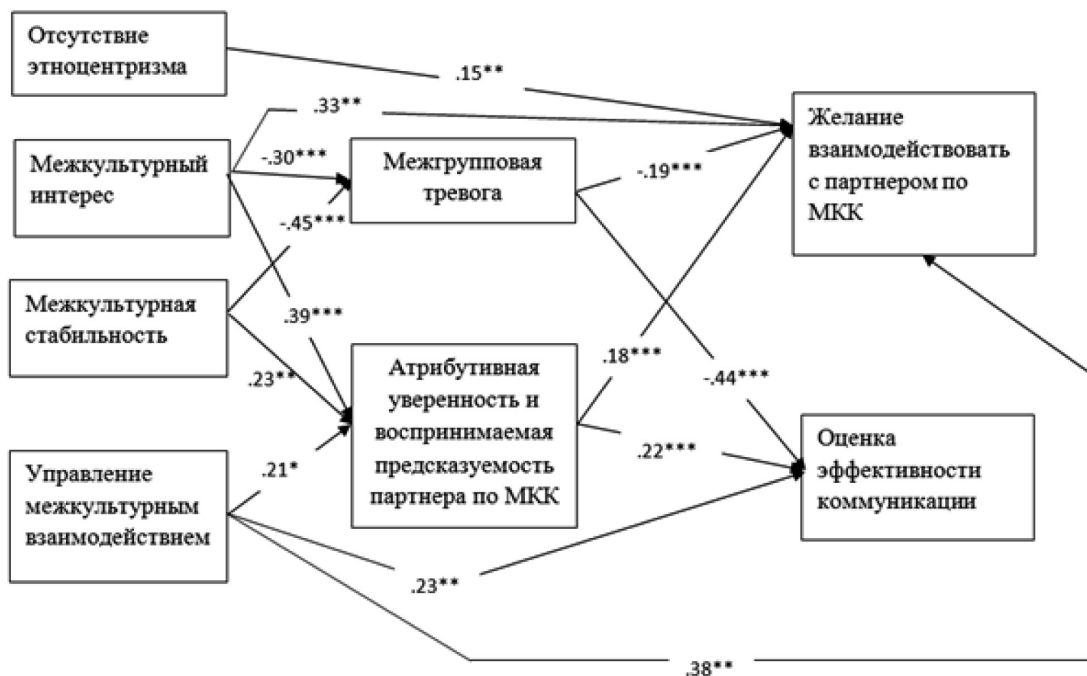 Отсутствие
этноцентризма
.15**
.33**
Желание
взаимодействовать
с партнером по
МКК
Межкультурный
интерес
-.30***
Межгрупповая
тревога
-.19***
-.45***
Межкультурная
стабильность
.39***
.23**
.18***
-.44***
Атрибутивная
уверенность и
воспринимаемая
предсказуемость
партнера по МКК
.22***
Оценка
эффективности
коммуникации
Управление
межкультурным
взаимодействием
.21*
.23**
.38**